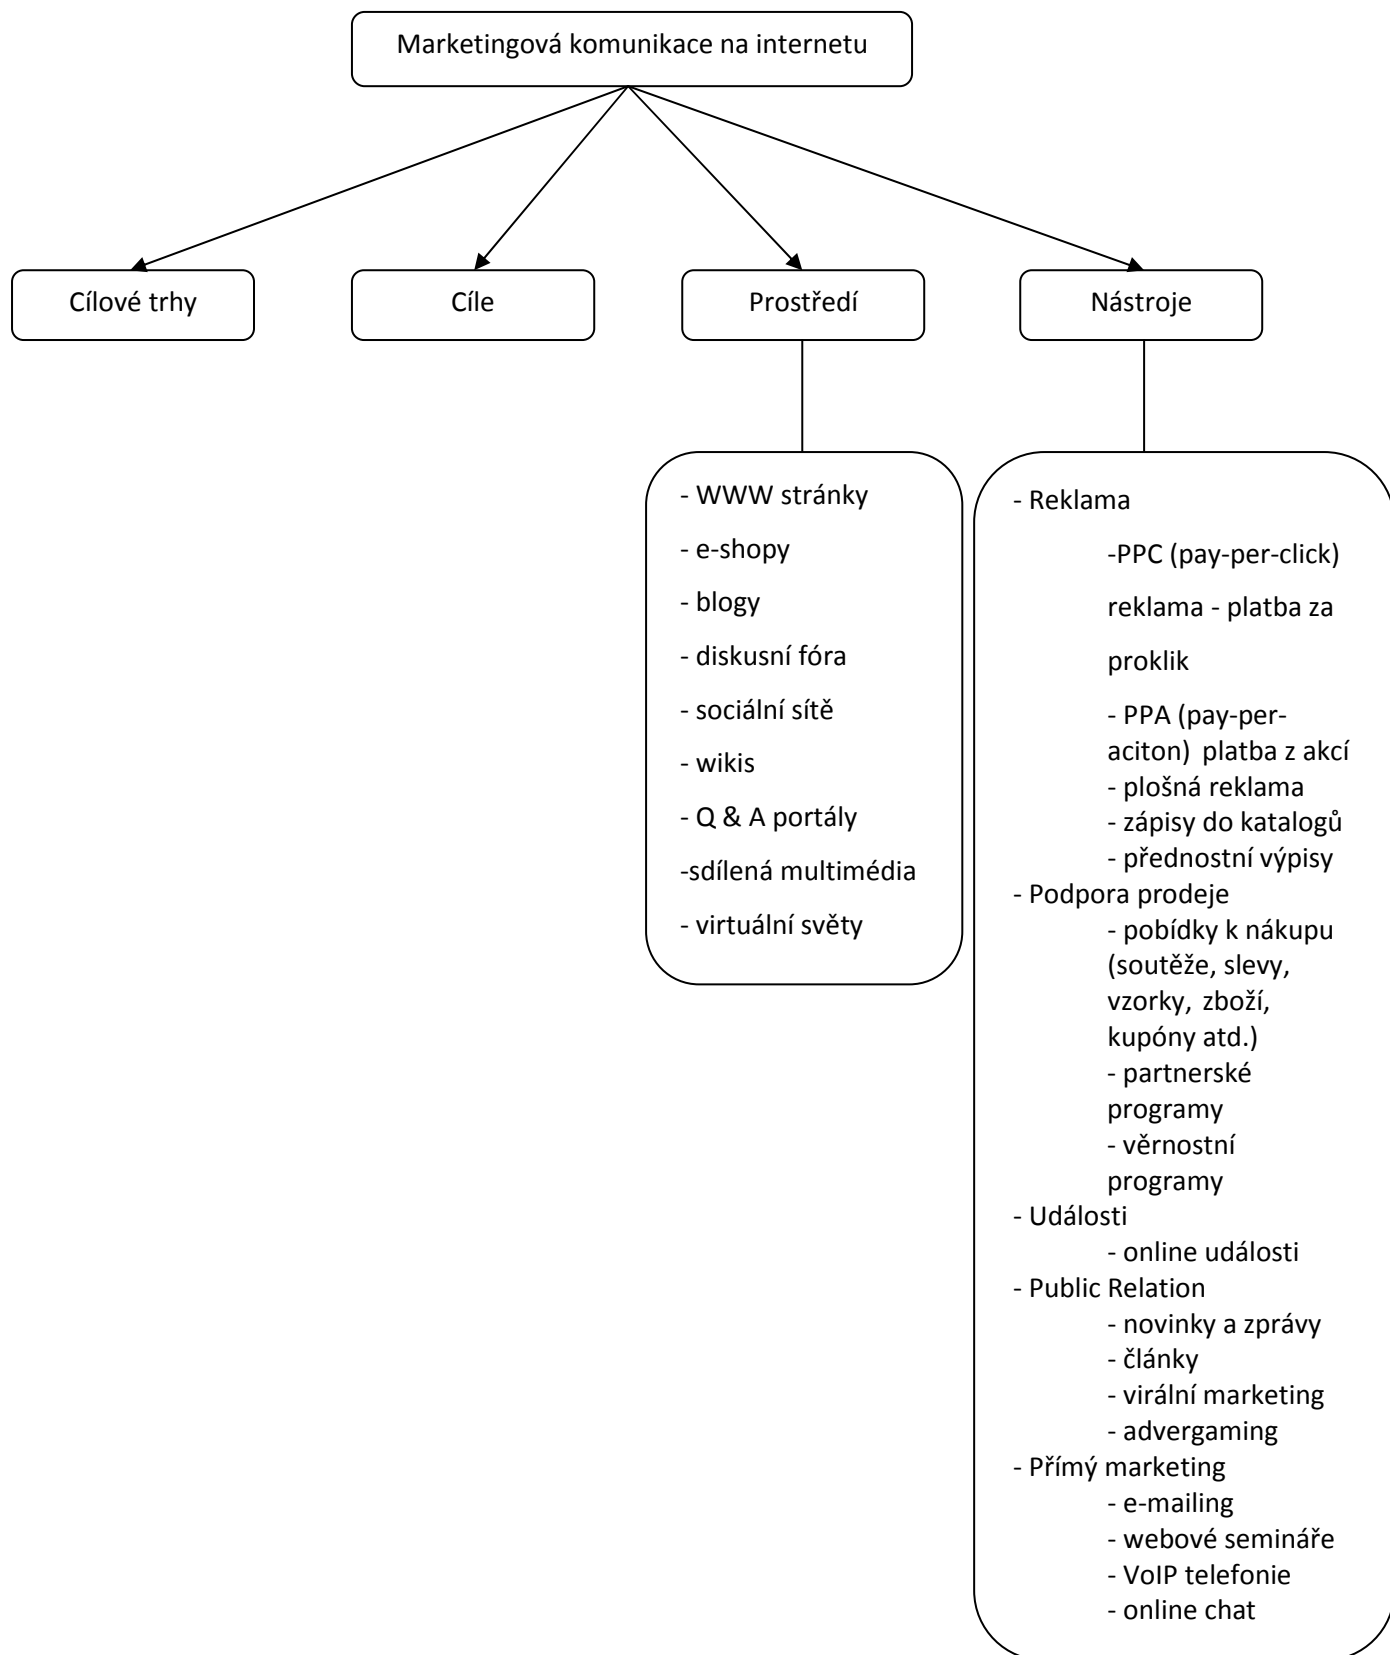 Marketingová komunikace na internetu
Cílové trhy
Cíle
Prostředí
Nástroje
- WWW stránky
- e-shopy
- blogy
- diskusní fóra
- sociální sítě
- wikis
- Q & A portály
-sdílená multimédia
- virtuální světy
- Reklama
-PPC (pay-per-click)
reklama - platba za
proklik
- PPA (pay-per-
aciton) platba z akcí
- plošná reklama
- zápisy do katalogů
- přednostní výpisy
- Podpora prodeje
- pobídky k nákupu
(soutěže, slevy,
vzorky, zboží,
kupóny atd.)
- partnerské
programy
- věrnostní
programy
- Události
- online události
- Public Relation
- novinky a zprávy
- články
- virální marketing
- advergaming
- Přímý marketing
- e-mailing
- webové semináře
- VoIP telefonie
- online chat